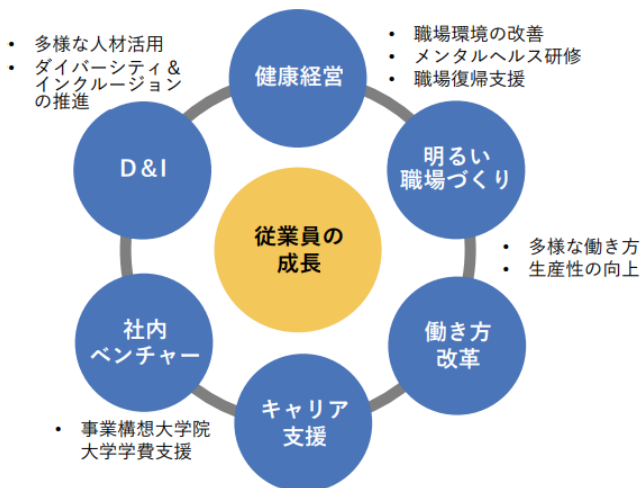 • 多様な人材活用
• ダイバーシティ＆
インクルージョン
の推進
健康経営
• 職場環境の改善
• メンタルヘルス研修
• 職場復帰支援
D&I
明るい
職場づくり
従業員の
成長
• 多様な働き方
• 生産性の向上
社内
ベンチャー
働き方
改革
キャリア
支援
• 事業構想大学院
大学学費支援